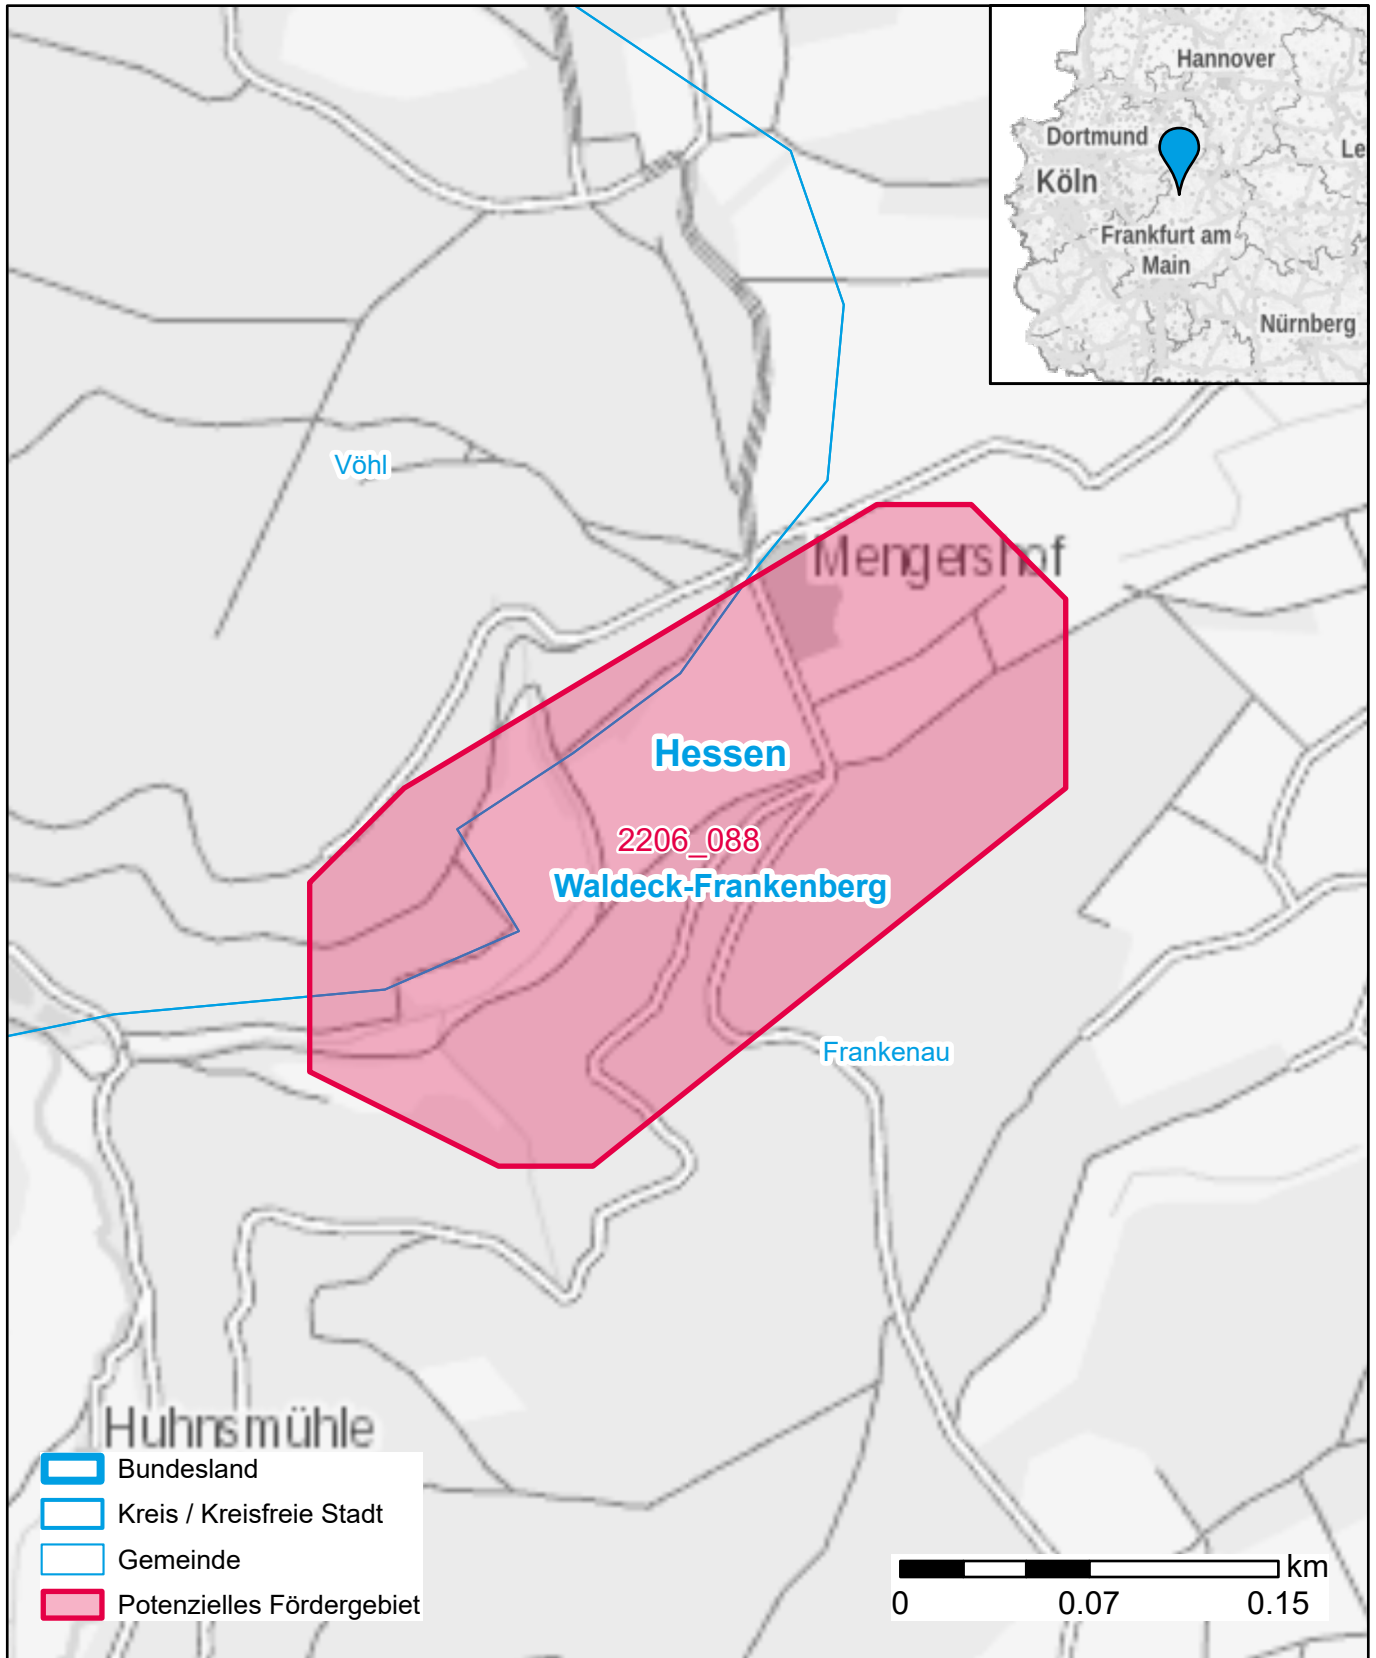 Hannover
Dortmund
Le
Köln
Frankfurt am
Main
Nürnberg
Vöhl
Mengershof
Hessen
2206_088
Waldeck-Frankenberg
Frankenau
Huhnsmühle
Bundesland
Kreis / Kreisfreie Stadt
Gemeinde
Potenzielles Fördergebiet
km
0 0.07 0.15